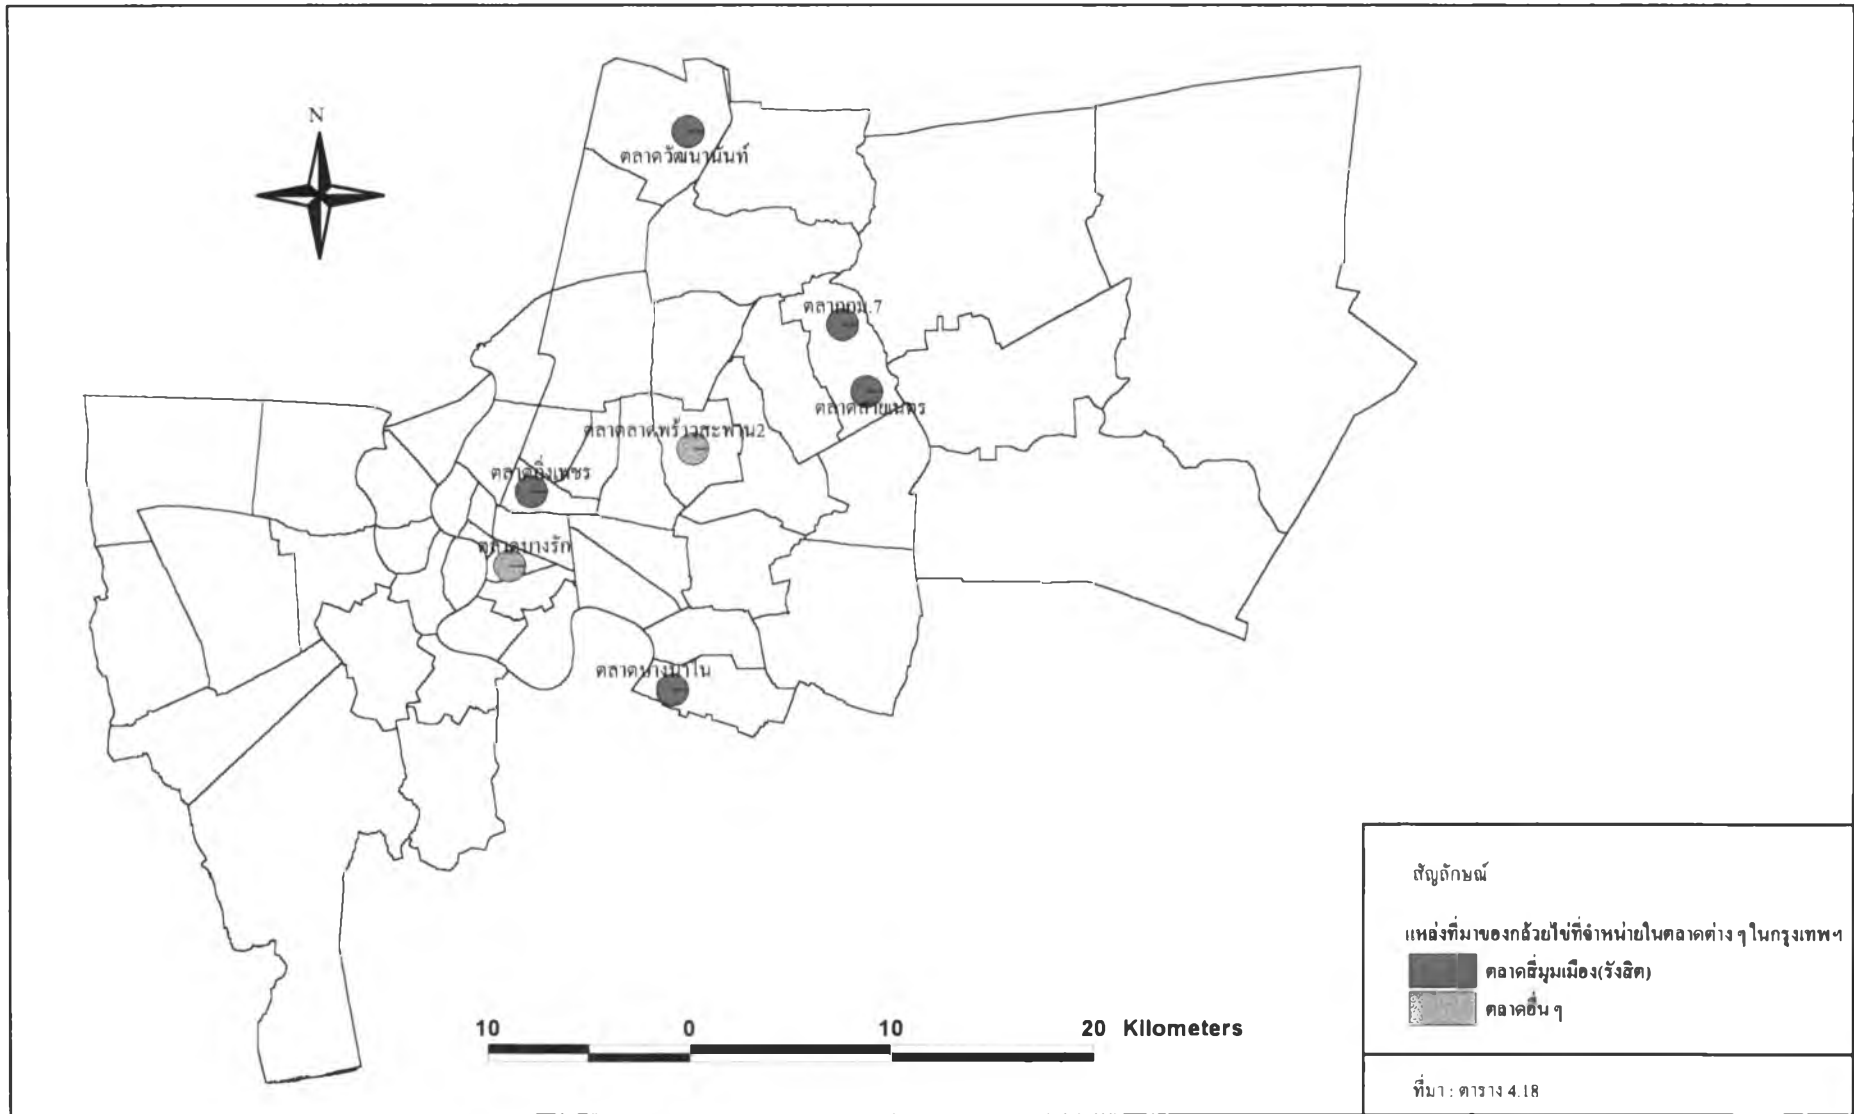 N
ตลาดวัฒนานันท์
ตลาดกม.7
ตลาดสายเนตร
ตลาดลาดพร้าวสะพาน2
ตลาดกิ่งเพชร
ตลาดบางรัก
ตลาดบางนาใน
สัญลักษณ์
แหล่งที่มาของกล้วยไข่ที่จำหน่ายในตลาดต่าง ๆ ในกรุงเทพฯ
ตลาดสี่มุมเมือง(รังสิต)
ตลาดอื่น ๆ
10 0 10 20 Kilometers
ที่มา : ตาราง 4.18